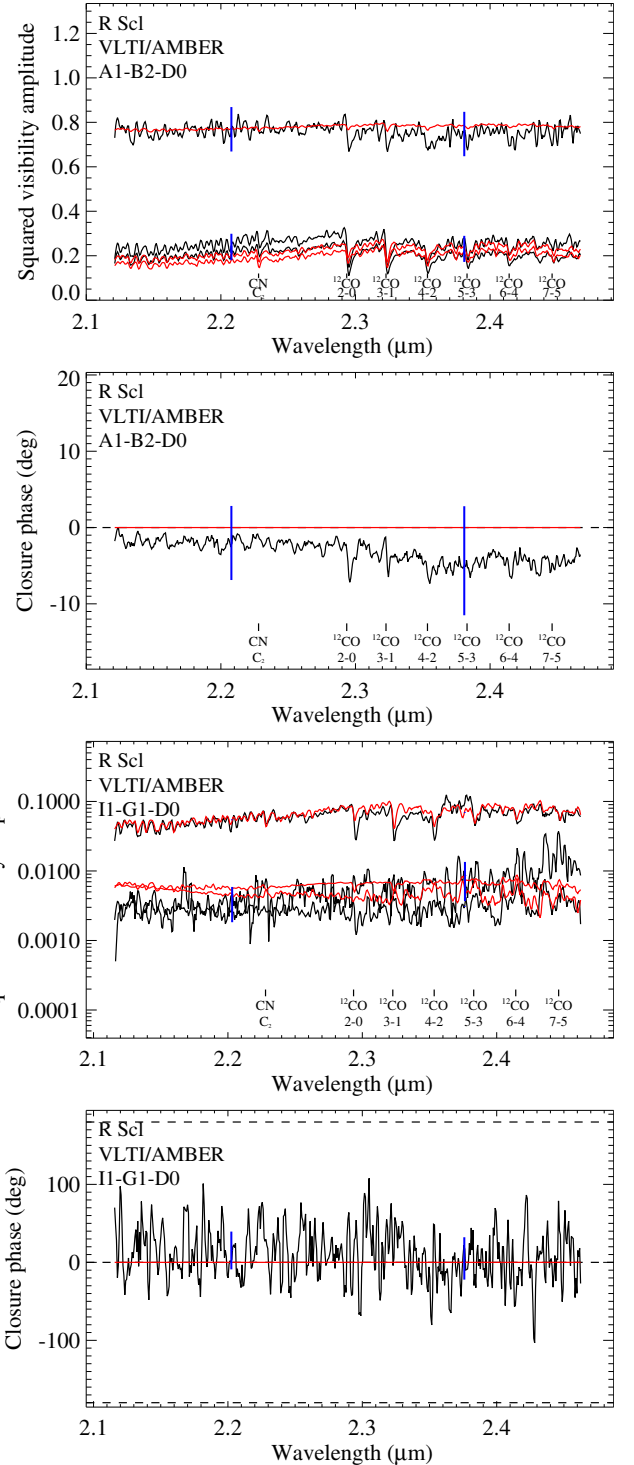 R Scl
VLTI/AMBER
A1-B2-D0
Squared visibility amplitude
1.2
1.0
0.8
0.6
0.4
0.2
0.0
CN
C₂
¹²CO
2-0
¹²CO
3-1
¹²CO
4-2
¹²CO
5-3
¹²CO
6-4
¹²CO
7-5
2.1 2.2 2.3 2.4
Wavelength (μm)
R Scl
VLTI/AMBER
A1-B2-D0
Closure phase (deg)
20
10
0
-10
CN
C₂
¹²CO
2-0
¹²CO
3-1
¹²CO
4-2
¹²CO
5-3
¹²CO
6-4
¹²CO
7-5
2.1 2.2 2.3 2.4
Wavelength (μm)
R Scl
VLTI/AMBER
I1-G1-D0
0.1000
0.0100
0.0010
0.0001
CN
C₂
¹²CO
2-0
¹²CO
3-1
¹²CO
4-2
¹²CO
5-3
¹²CO
6-4
¹²CO
7-5
2.1 2.2 2.3 2.4
Wavelength (μm)
R Scl
VLTI/AMBER
I1-G1-D0
Closure phase (deg)
100
0
-100
2.1 2.2 2.3 2.4
Wavelength (μm)